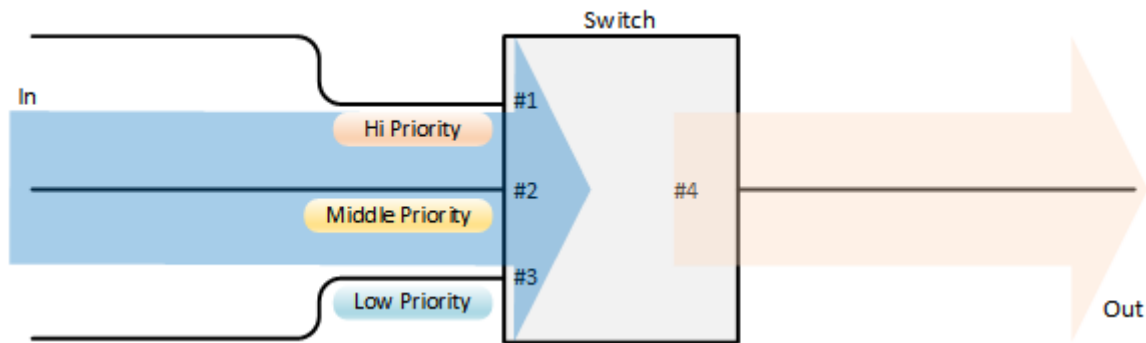 Switch
In
#1
Hi Priority
#2
#4
Middle Priority
#3
Low Priority
Out